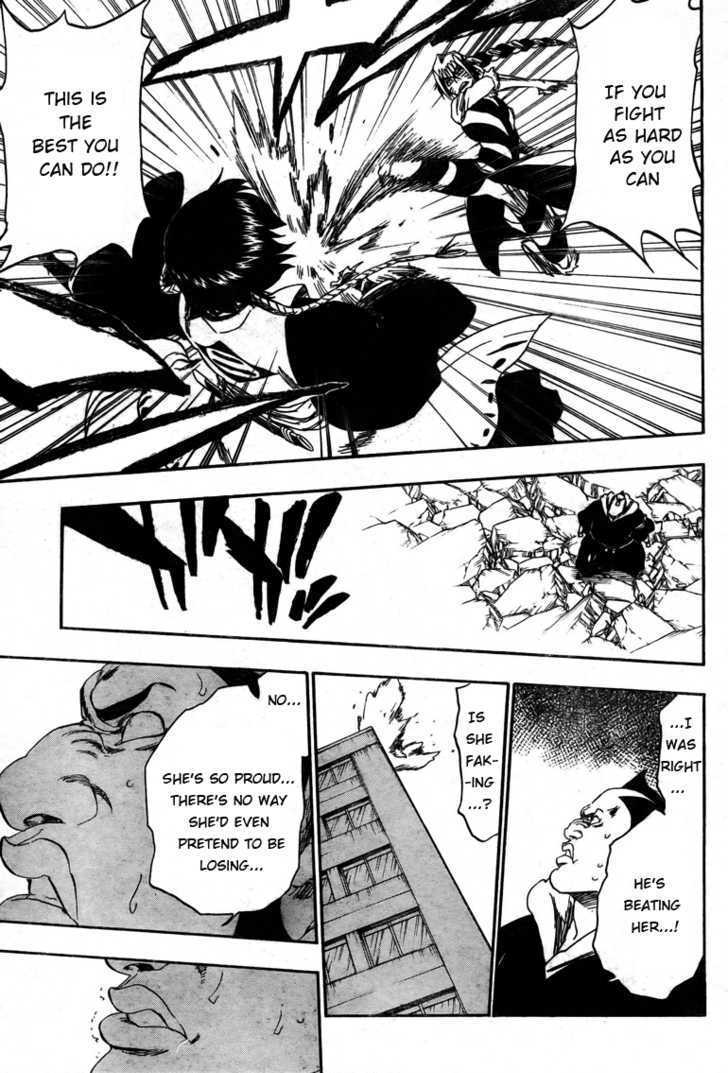 IF YOU
FIGHT
AS HARD
AS YOU
CAN
THIS IS
THE
BEST YOU
CAN DO!!
...I
WAS
RIGHT
...
HE'S
BEATING
HER...!
IS
SHE
FAK-
-ING
...?
NO...
SHE'S SO PROUD...
THERE'S NO WAY
SHE'D EVEN
PRETEND TO BE
LOSING...